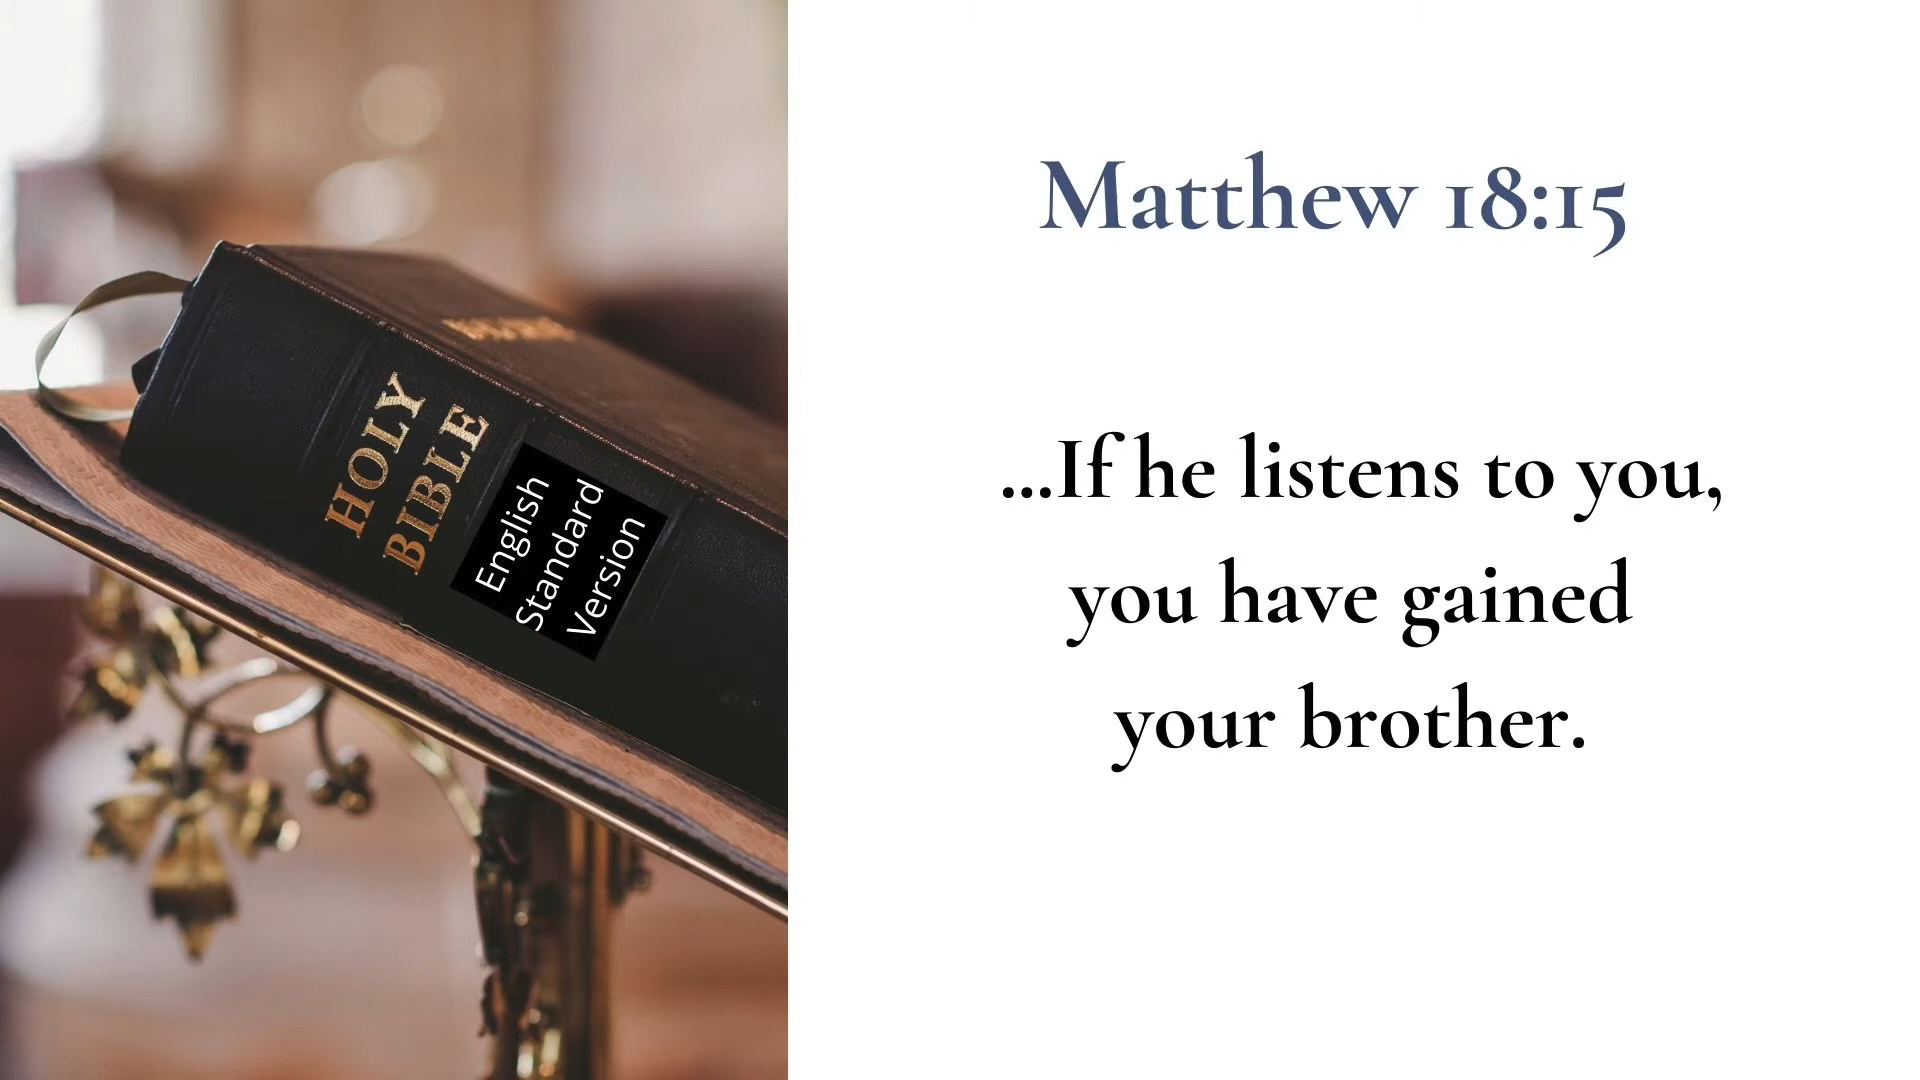 HOLY
BIBLE
English
Standard
Version
Matthew 18:15
...If he listens to you,
you have gained
your brother.